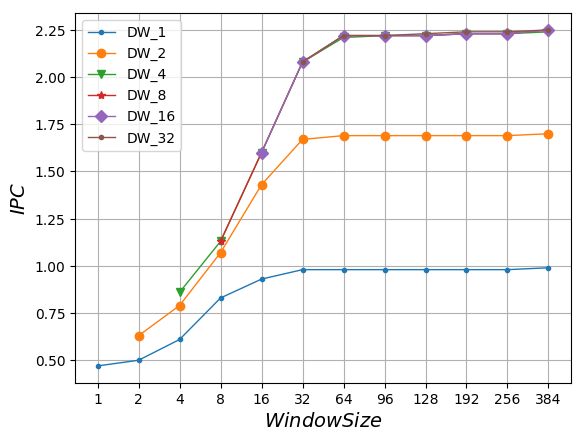 DW_1
DW_2
DW_4
DW_8
DW_16
DW_32
IPC
2.25
2.00
1.75
1.50
1.25
1.00
0.75
0.50
1 2 4 8 16 32 64 96 128 192 256 384
WindowSize